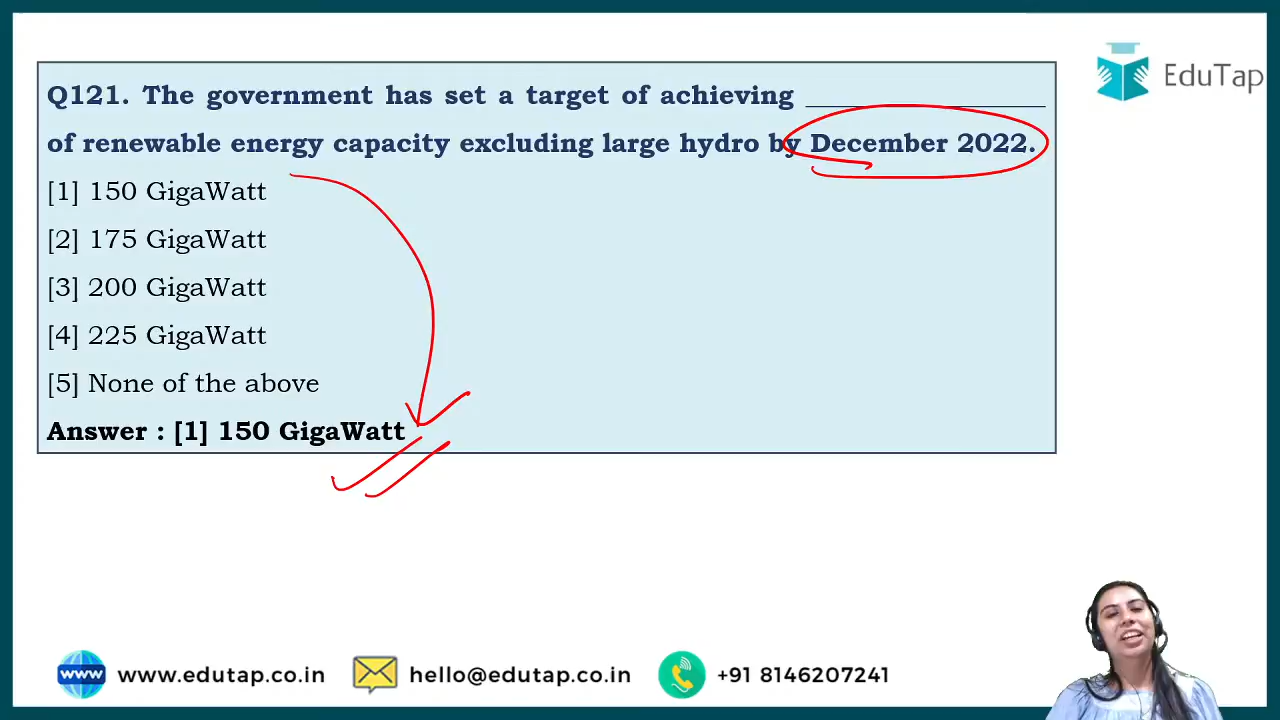 EduTap
Q121. The government has set a target of achieving ________________
of renewable energy capacity excluding large hydro by December 2022.
[1] 150 GigaWatt
[2] 175 GigaWatt
[3] 200 GigaWatt
[4] 225 GigaWatt
[5] None of the above
Answer : [1] 150 GigaWatt
www www.edutap.co.in hello@edutap.co.in +91 8146207241